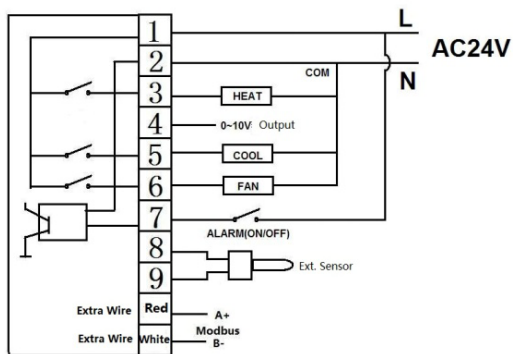 L
1
AC24V
2
COM
N
3
HEAT
4
0~10V Output
5
COOL
6
FAN
7
ALARM(ON/OFF)
8
Ext. Sensor
9
Extra Wire Red A+
Modbus
Extra Wire White B-